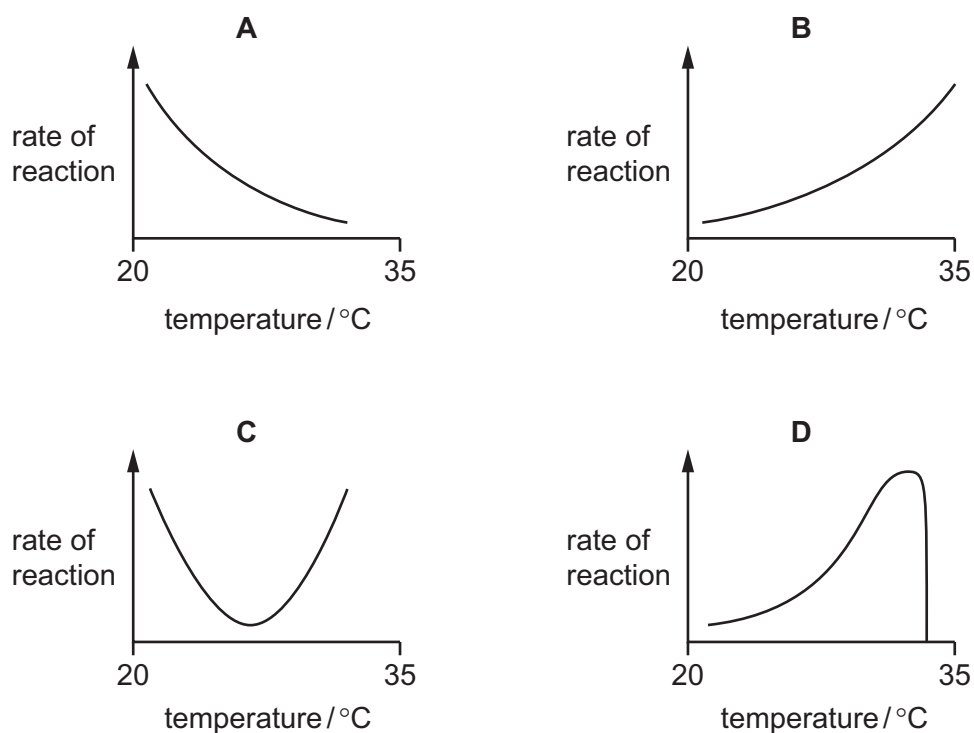 A
rate of
reaction
20
35
temperature / °C
B
rate of
reaction
20
35
temperature / °C
C
rate of
reaction
20
35
temperature / °C
D
rate of
reaction
20
35
temperature / °C